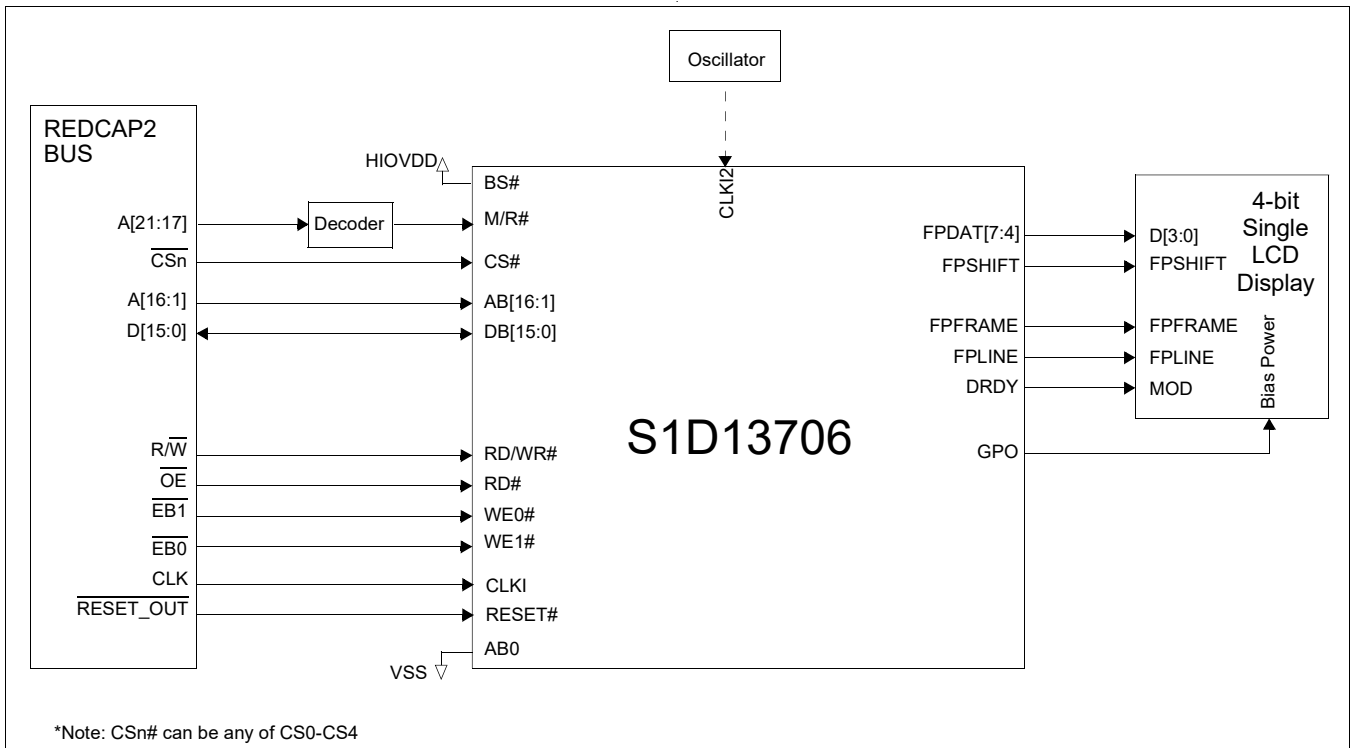 Oscillator
REDCAP2
BUS
HIOVDD
BS#
CLKI2
4-bit
Single
LCD
Display
A[21:17]
Decoder
M/R#
FPDAT[7:4]
D[3:0]
CSn
CS#
FPSHIFT
FPSHIFT
A[16:1]
AB[16:1]
D[15:0]
DB[15:0]
FPFRAME
FPFRAME
FPLINE
FPLINE
DRDY
MOD
Bias Power
S1D13706
R/W
RD/WR#
GPO
OE
RD#
EB1
WE0#
EB0
WE1#
CLK
CLKI
RESET_OUT
RESET#
AB0
VSS
*Note: CSn# can be any of CS0-CS4